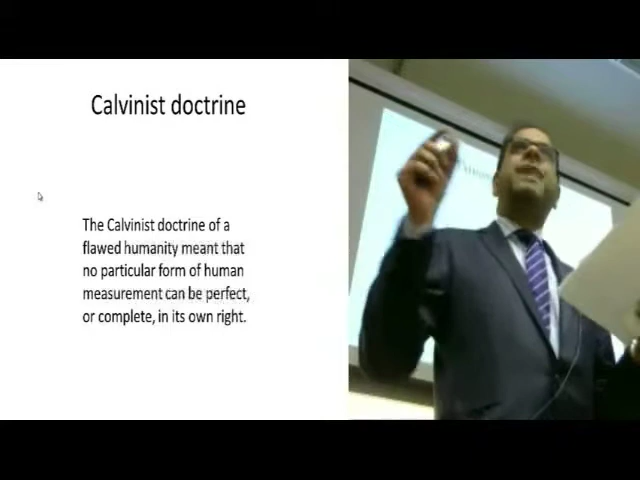 Calvinist doctrine
The Calvinist doctrine of a
flawed humanity meant that
no particular form of human
measurement can be perfect,
or complete, in its own right.